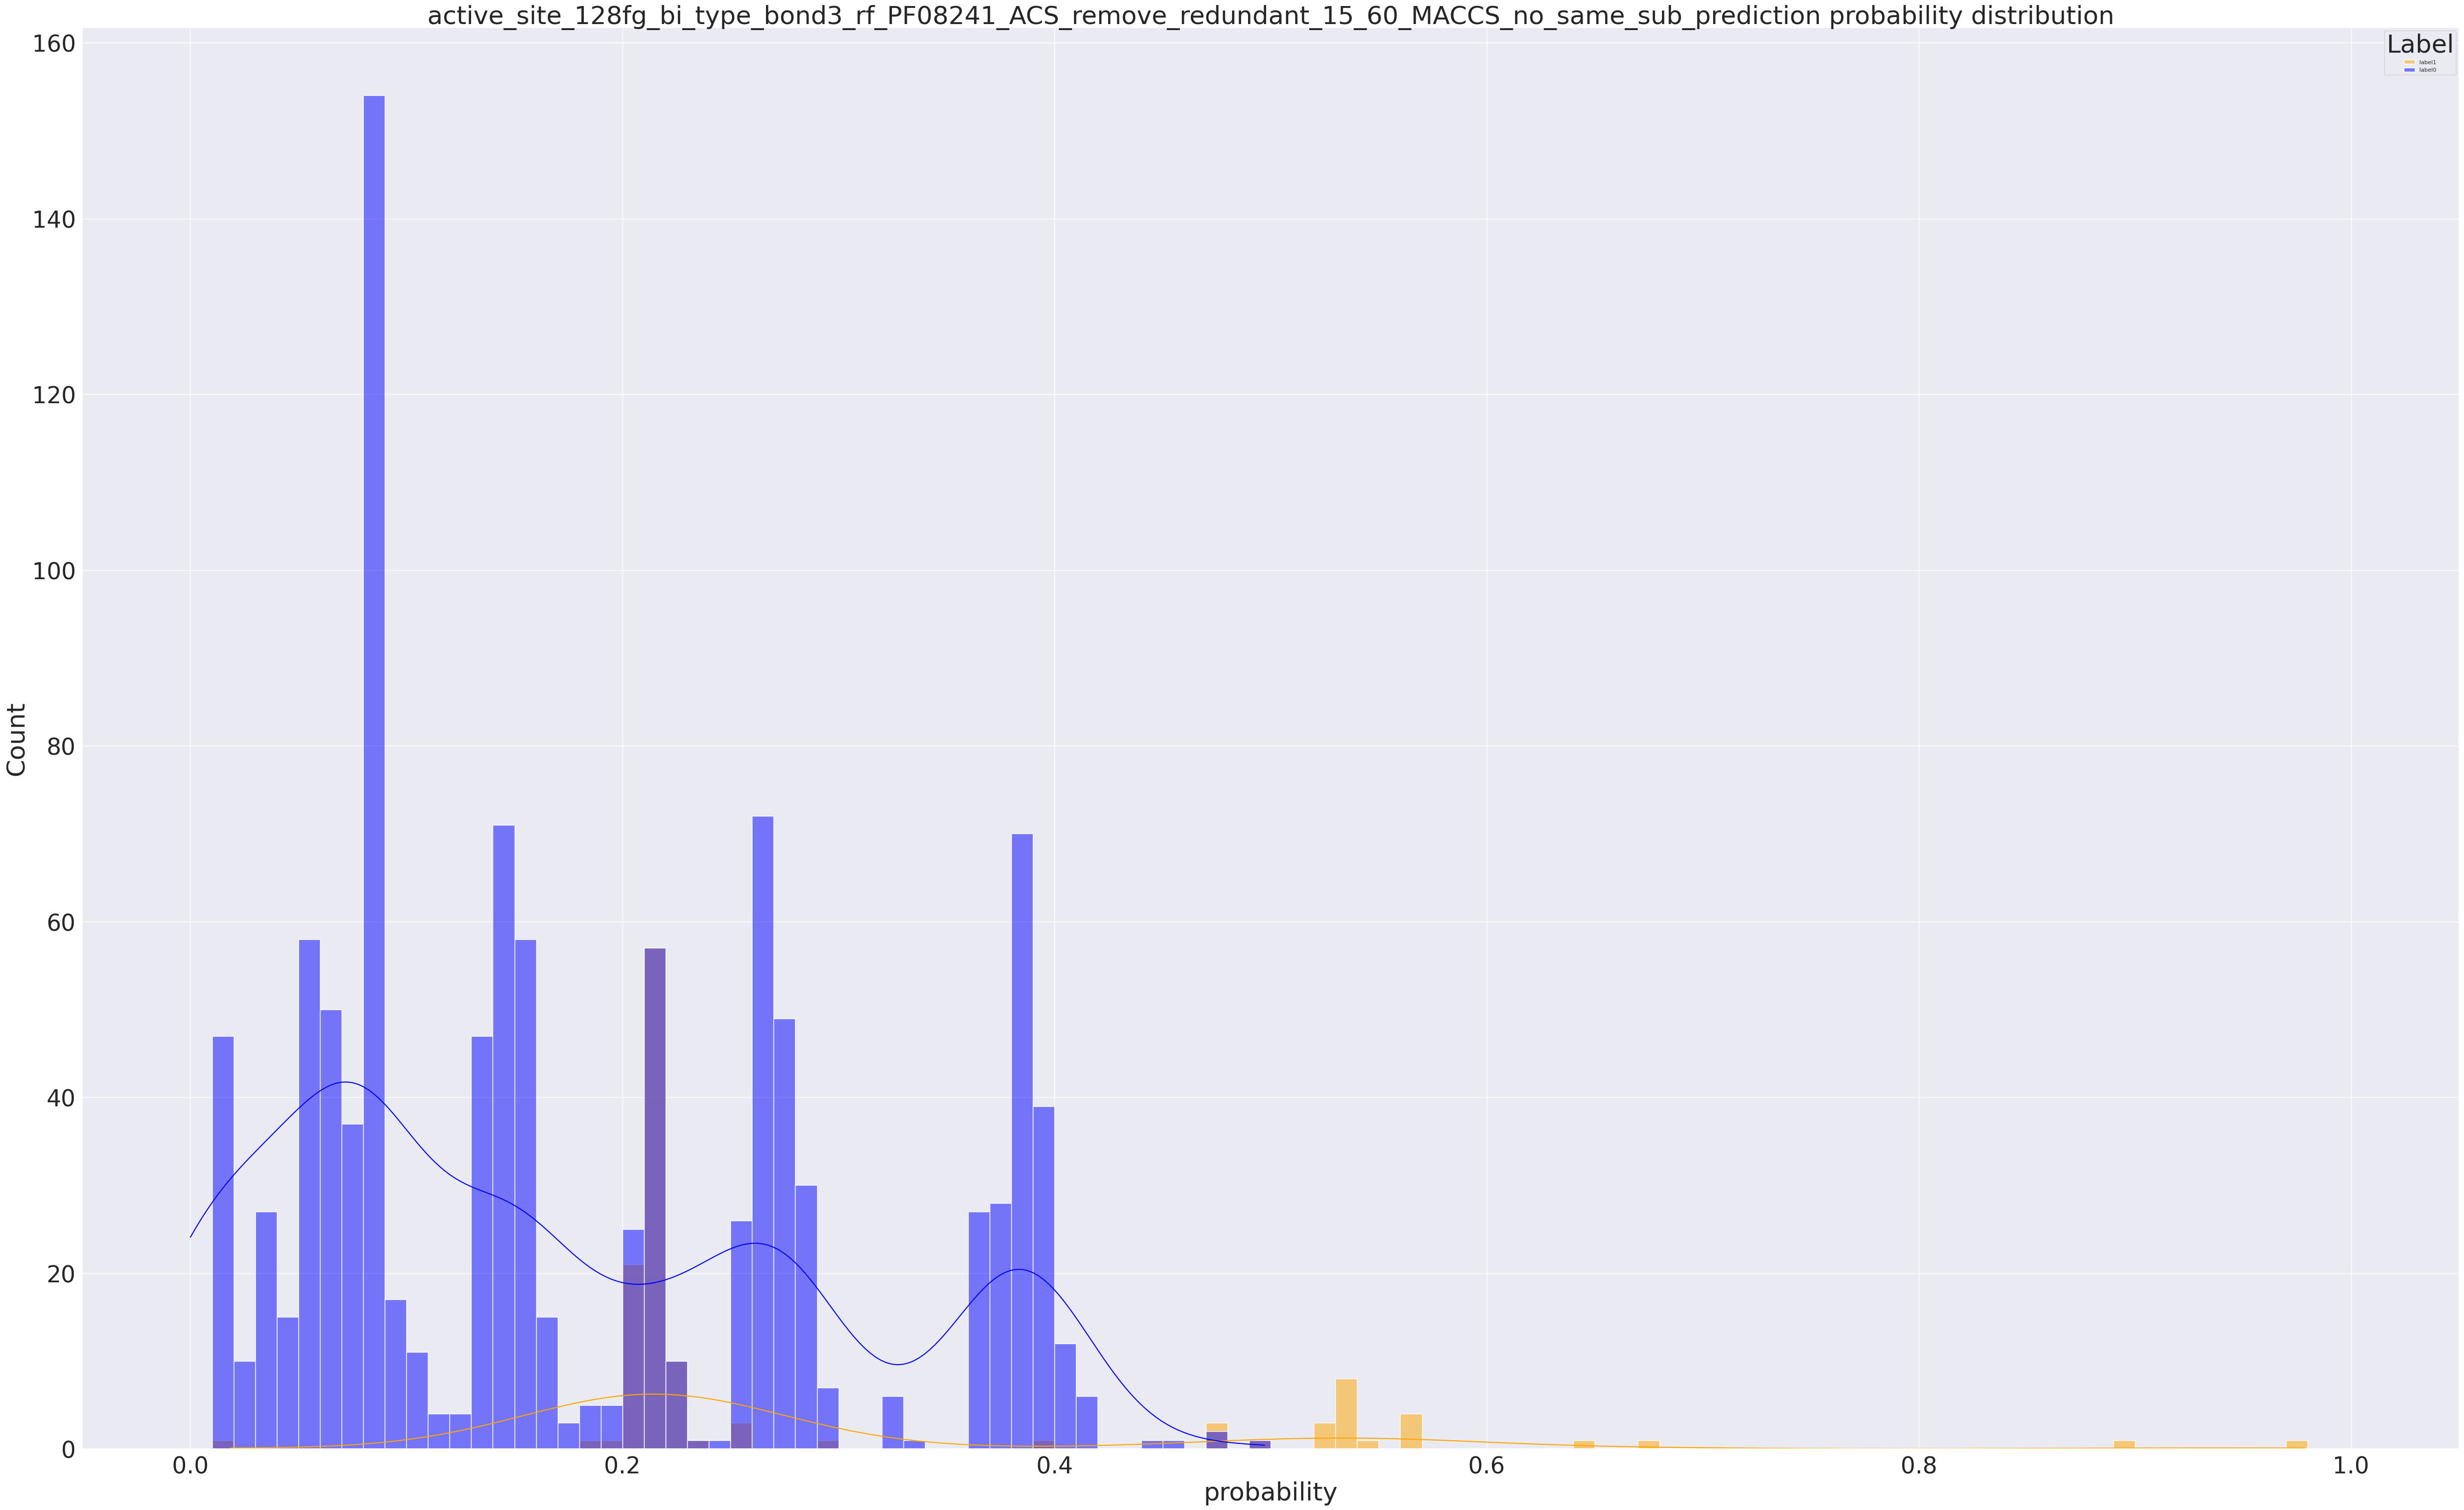 active_site_128fg_bi_type_bond3_rf_PF08241_ACS_remove_redundant_15_60_MACCS_no_same_sub_prediction probability distribution
160
140
120
100
80
60
40
20
0
Count
Label
label1
label0
0.0 0.2 0.4 0.6 0.8 1.0
probability